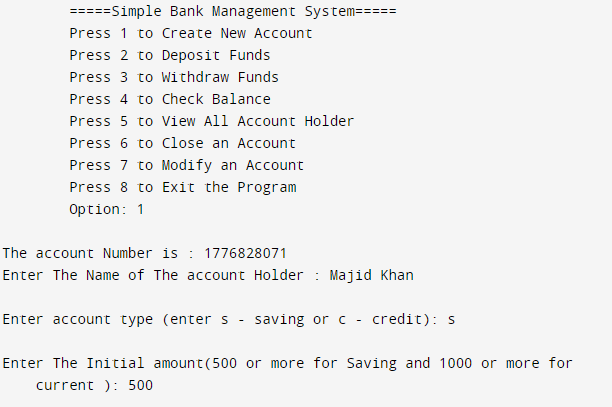 =====Simple Bank Management System=====
Press 1 to Create New Account
Press 2 to Deposit Funds
Press 3 to Withdraw Funds
Press 4 to Check Balance
Press 5 to View All Account Holder
Press 6 to Close an Account
Press 7 to Modify an Account
Press 8 to Exit the Program
Option: 1
The account Number is : 1776828071
Enter The Name of The account Holder : Majid Khan
Enter account type (enter s - saving or c - credit): s
Enter The Initial amount(500 or more for Saving and 1000 or more for
current ): 500